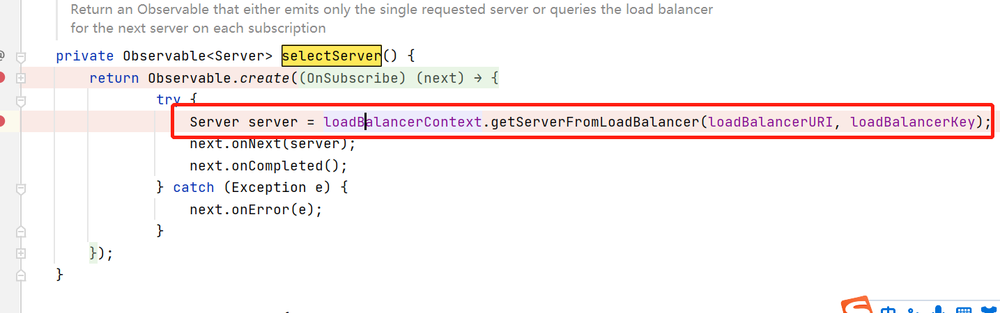 Return an Observable that either emits only the single requested server or queries the load balancer
for the next server on each subscription
private Observable<Server> selectServer() {
return Observable.create((OnSubscribe) (next) → {
try {
Server server = loadBalancerContext.getServerFromLoadBalancer(loadBalancerURI, loadBalancerKey);
next.onNext(server);
next.onCompleted();
} catch (Exception e) {
next.onError(e);
}
});
}
中